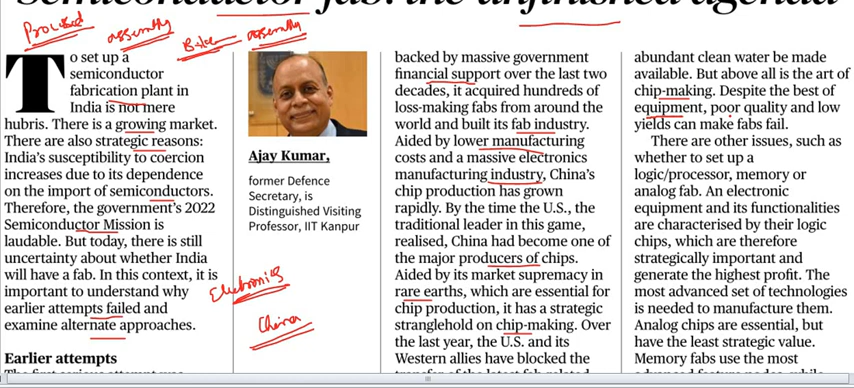 Semiconductor fab: the unfinished agenda
assembly
assembly
To set up a
semiconductor
fabrication plant in
India is not mere
hubris. There is a growing market.
There are also strategic reasons:
India's susceptibility to coercion
increases due to its dependence
on the import of semiconductors.
Therefore, the government's 2022
Semiconductor Mission is
laudable. But today, there is still
uncertainty about whether India
will have a fab. In this context, it is
important to understand why
earlier attempts failed and
examine alternate approaches.
Earlier attempts
Ajay Kumar,
former Defence
Secretary, is
Distinguished Visiting
Professor, IIT Kanpur
Electronics
China
backed by massive government
financial support over the last two
decades, it acquired hundreds of
loss-making fabs from around the
world and built its fab industry.
Aided by lower manufacturing
costs and a massive electronics
manufacturing industry, China's
chip production has grown
rapidly. By the time the U.S., the
traditional leader in this game,
realised, China had become one of
the major producers of chips.
Aided by its market supremacy in
rare earths, which are essential for
chip production, it has a strategic
stranglehold on chip-making. Over
the last year, the U.S. and its
Western allies have blocked the
abundant clean water be made
available. But above all is the art of
chip-making. Despite the best of
equipment, poor quality and low
yields can make fabs fail.
There are other issues, such as
whether to set up a
logic/processor, memory or
analog fab. An electronic
equipment and its functionalities
are characterised by their logic
chips, which are therefore
strategically important and
generate the highest profit. The
most advanced set of technologies
is needed to manufacture them.
Analog chips are essential, but
have the least strategic value.
Memory fabs use the most